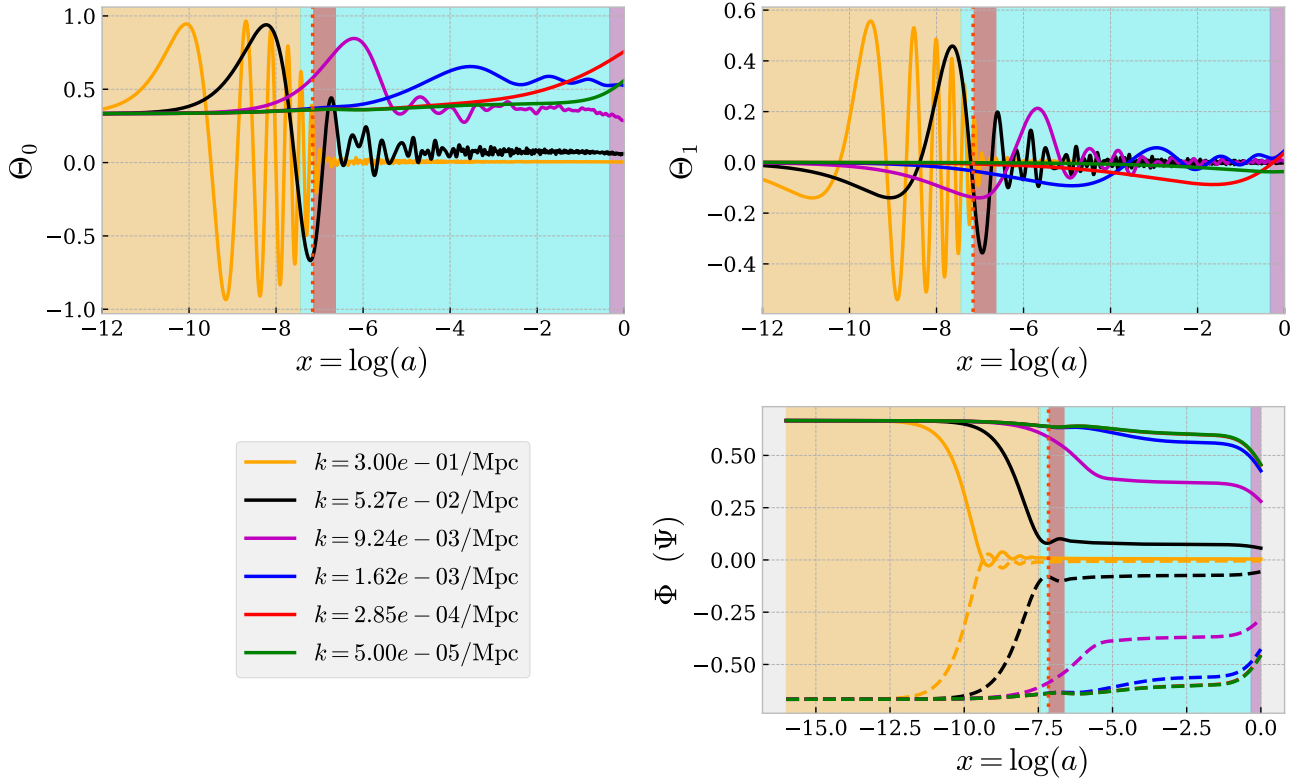 1.0
0.5
0.0
−0.5
−1.0
Θ₀
−12 −10 −8 −6 −4 −2 0
x = log(a)
0.6
0.4
0.2
0.0
−0.2
−0.4
Θ₁
−12 −10 −8 −6 −4 −2 0
x = log(a)
k = 3.00e − 01/Mpc
k = 5.27e − 02/Mpc
k = 9.24e − 03/Mpc
k = 1.62e − 03/Mpc
k = 2.85e − 04/Mpc
k = 5.00e − 05/Mpc
0.50
0.25
0.00
−0.25
−0.50
Φ (Ψ)
−15.0 −12.5 −10.0 −7.5 −5.0 −2.5 0.0
x = log(a)